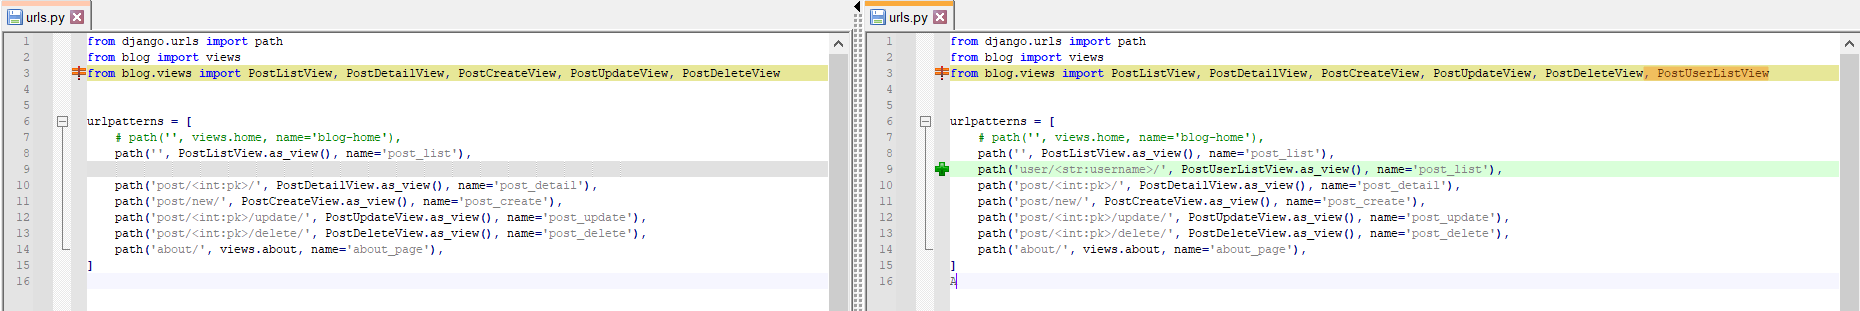 urls.py
1 from django.urls import path
2 from blog import views
3 from blog.views import PostListView, PostDetailView, PostCreateView, PostUpdateView, PostDeleteView
4
5
6 urlpatterns = [
7 # path('', views.home, name='blog-home'),
8 path('', PostListView.as_view(), name='post_list'),
9
10 path('post/<int:pk>/', PostDetailView.as_view(), name='post_detail'),
11 path('post/new/', PostCreateView.as_view(), name='post_create'),
12 path('post/<int:pk>/update/', PostUpdateView.as_view(), name='post_update'),
13 path('post/<int:pk>/delete/', PostDeleteView.as_view(), name='post_delete'),
14 path('about/', views.about, name='about_page'),
15 ]
16
urls.py
1 from django.urls import path
2 from blog import views
3 from blog.views import PostListView, PostDetailView, PostCreateView, PostUpdateView, PostDeleteView, PostUserListView
4
5
6 urlpatterns = [
7 # path('', views.home, name='blog-home'),
8 path('', PostListView.as_view(), name='post_list'),
9 path('user/<str:username>/', PostUserListView.as_view(), name='post_list'),
10 path('post/<int:pk>/', PostDetailView.as_view(), name='post_detail'),
11 path('post/new/', PostCreateView.as_view(), name='post_create'),
12 path('post/<int:pk>/update/', PostUpdateView.as_view(), name='post_update'),
13 path('post/<int:pk>/delete/', PostDeleteView.as_view(), name='post_delete'),
14 path('about/', views.about, name='about_page'),
15 ]
16 A